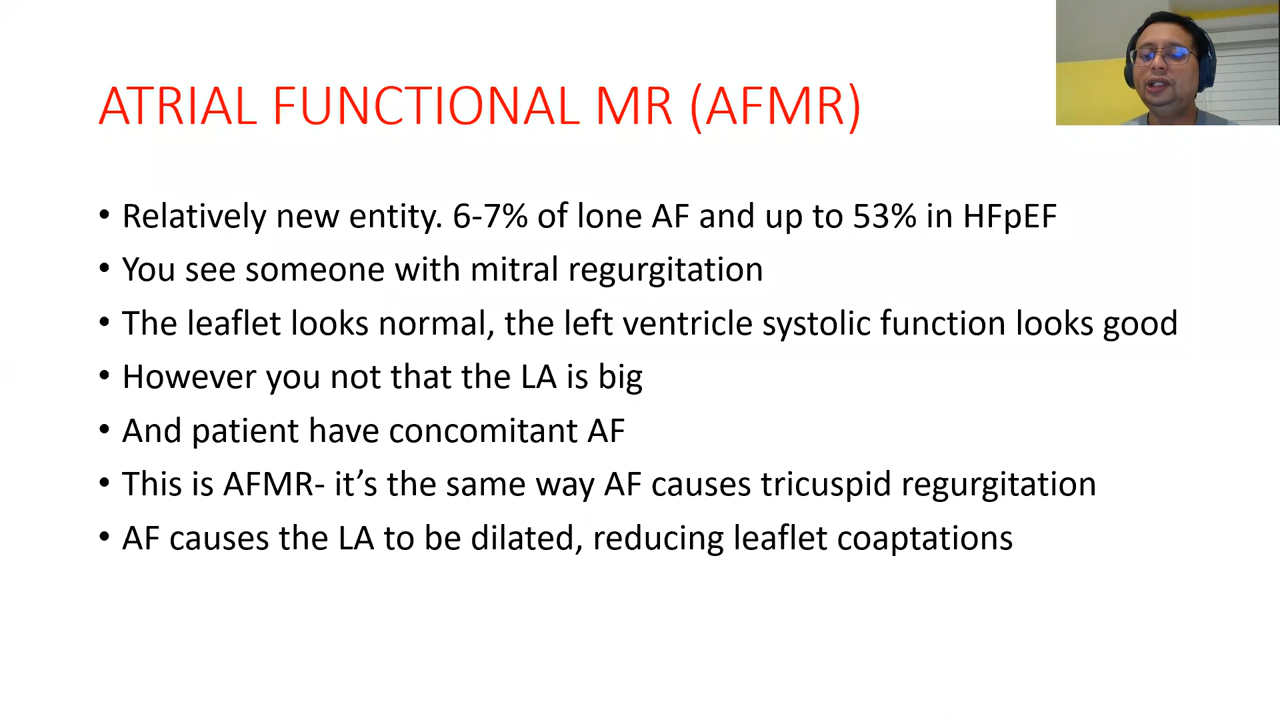 ATRIAL FUNCTIONAL MR (AFMR)
• Relatively new entity. 6-7% of lone AF and up to 53% in HFpEF
• You see someone with mitral regurgitation
• The leaflet looks normal, the left ventricle systolic function looks good
• However you not that the LA is big
• And patient have concomitant AF
• This is AFMR- it’s the same way AF causes tricuspid regurgitation
• AF causes the LA to be dilated, reducing leaflet coaptations